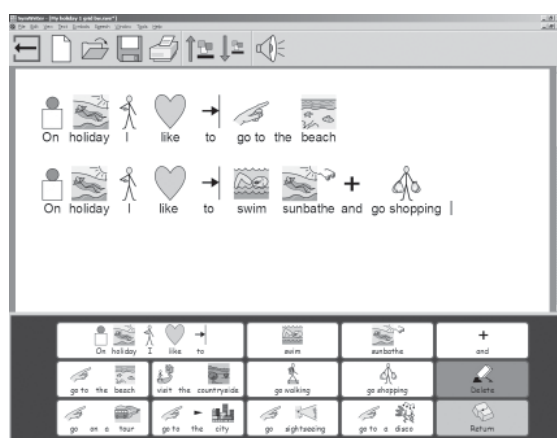 On holiday I like to go to the beach
On holiday I like to swim sunbathe and go shopping
On holiday I like to
swim
sunbathe
and
go to the beach
visit the countryside
go walking
go shopping
Delete
go on a tour
go to the city
go sightseeing
go to a disco
Return